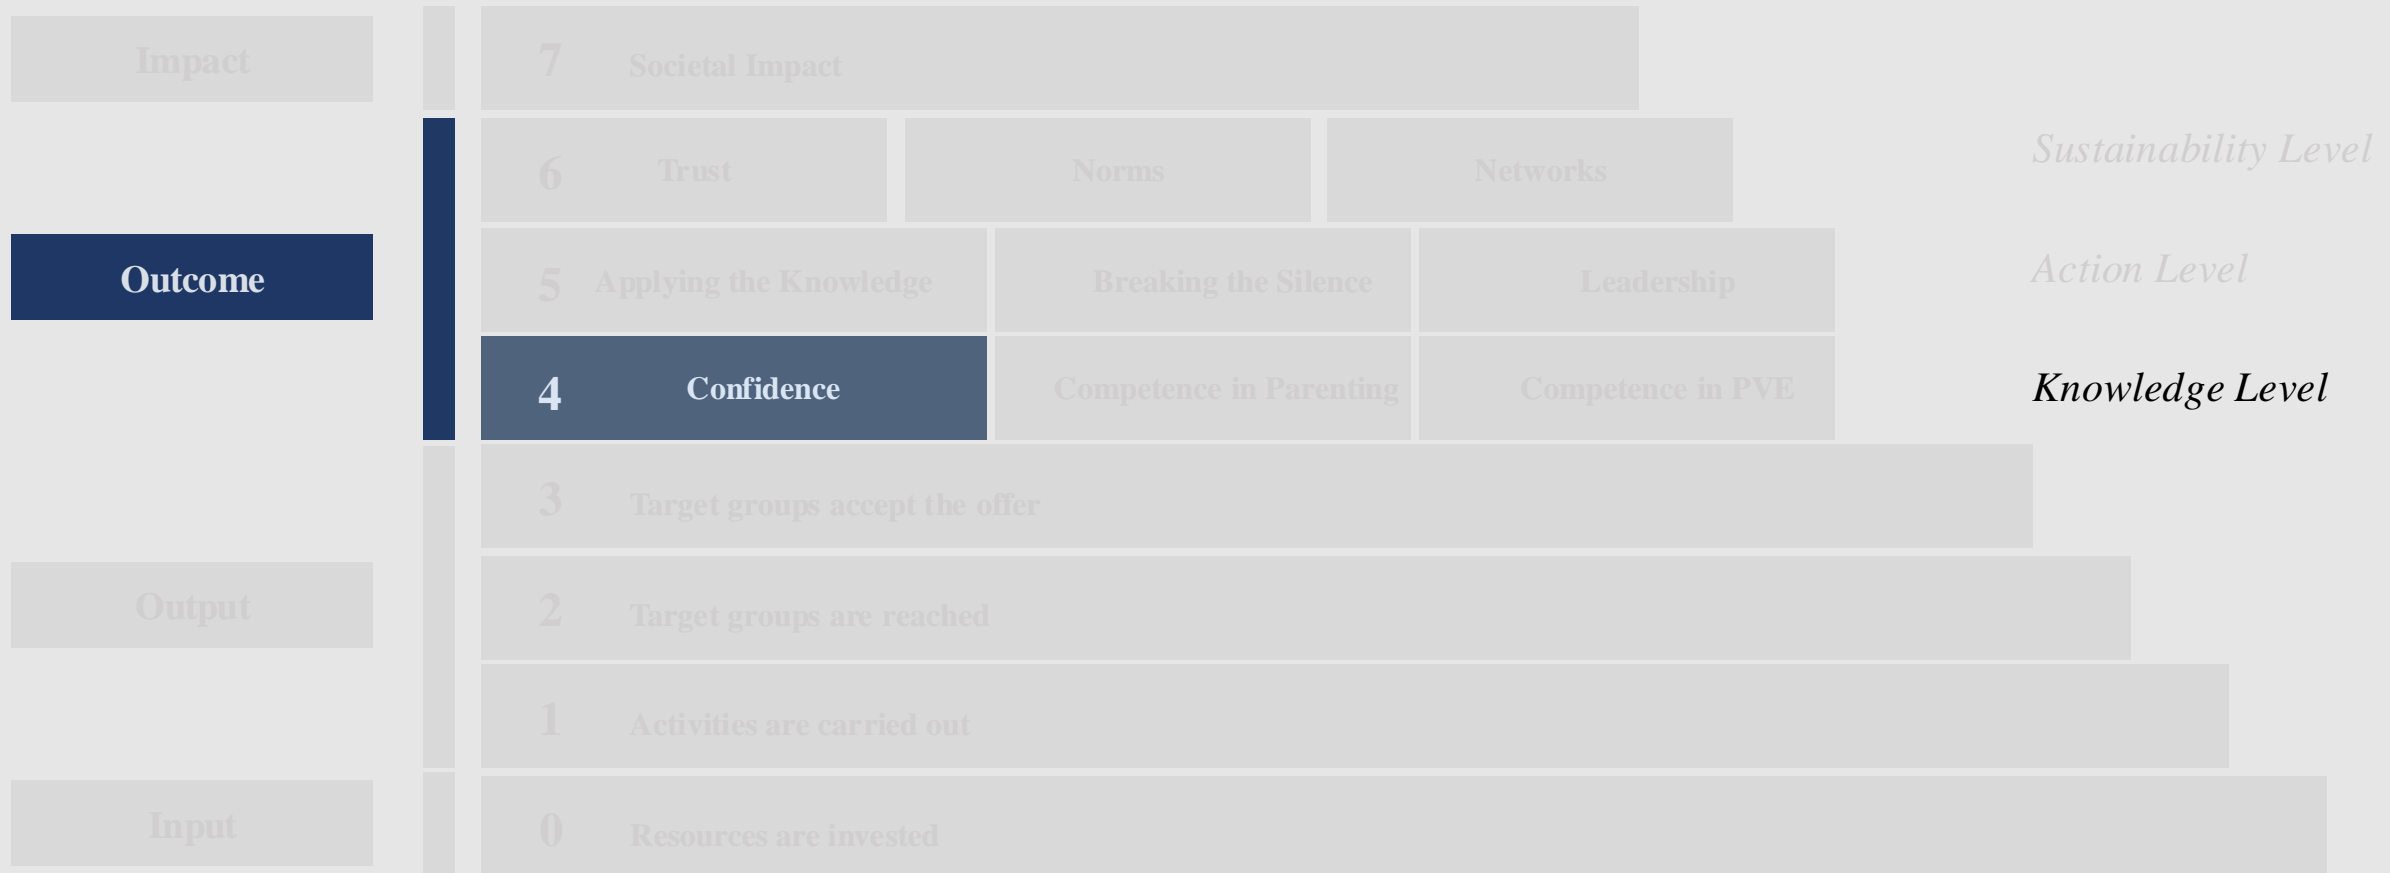 Impact
7 Societal Impact
6 Trust Norms Networks Sustainability Level
Outcome
5 Applying the Knowledge Breaking the Silence Leadership Action Level
4 Confidence Competence in Parenting Competence in PVE Knowledge Level
3 Target groups accept the offer
Output
2 Target groups are reached
1 Activities are carried out
Input
0 Resources are invested